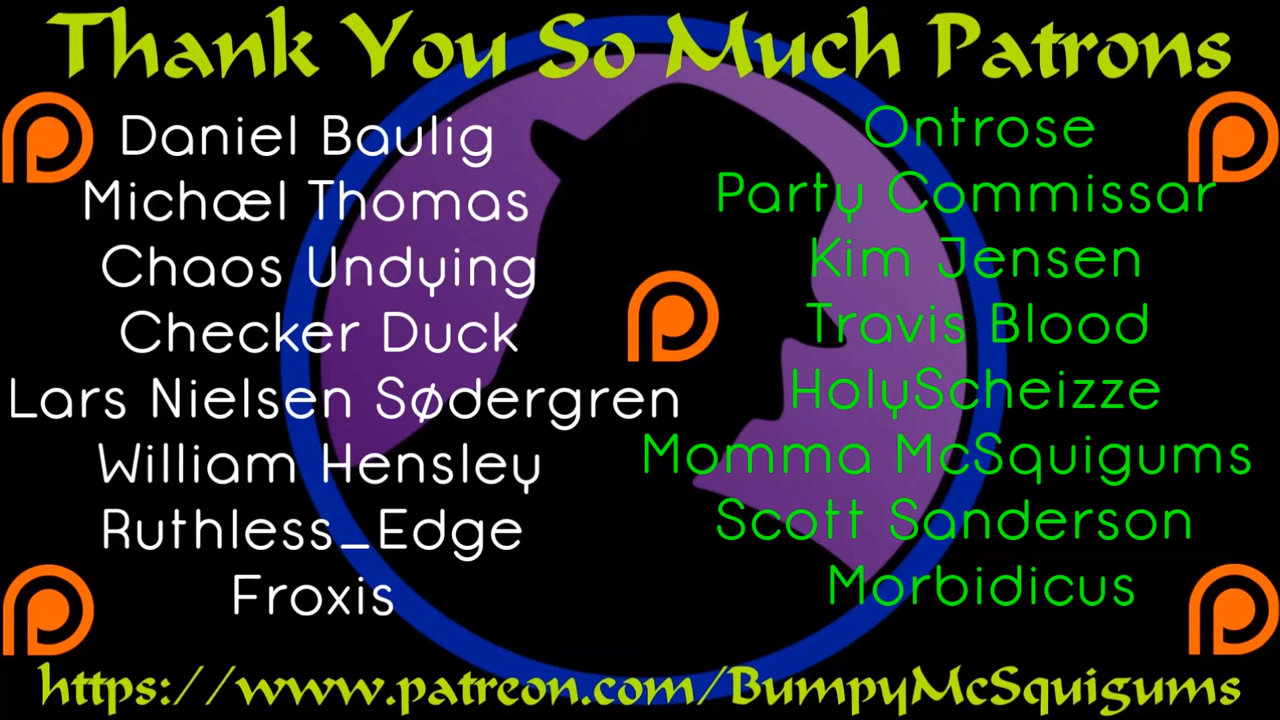 Thank You So Much Patrons
Daniel Baulig
Michæl Thomas
Chaos Undying
Checker Duck
Lars Nielsen Sødergren
William Hensley
Ruthless_Edge
Froxis
Ontrose
Party Commissar
Kim Jensen
Travis Blood
HolyScheizze
Momma McSquigums
Scott Sanderson
Morbidicus
https://www.patreon.com/BumpyMcSquigums